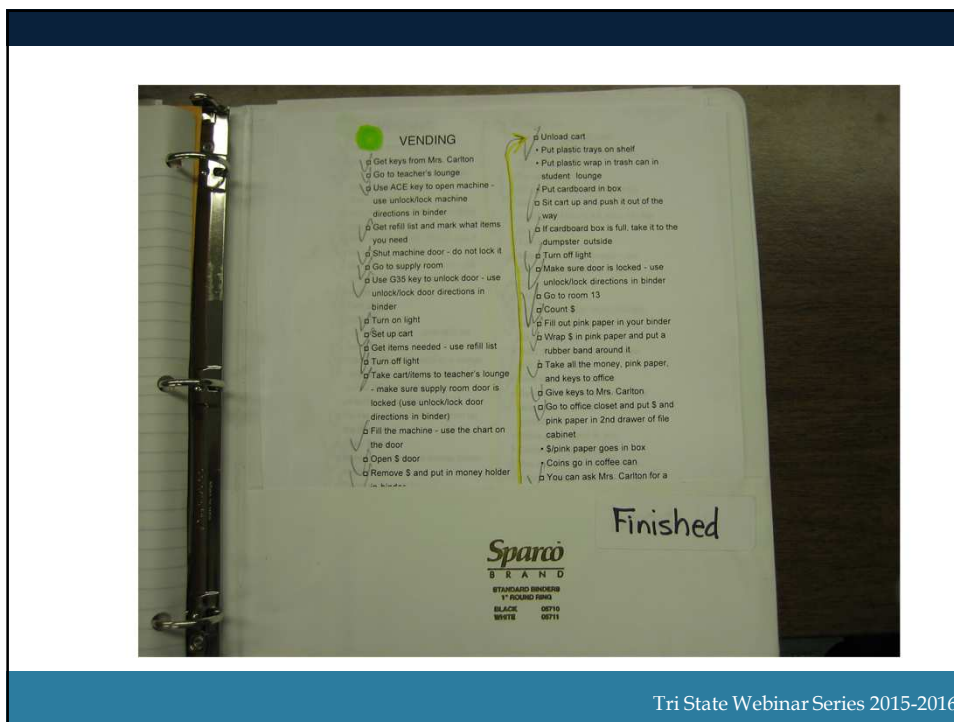 VENDING
Get keys from Mrs. Carlton
Go to teacher's lounge
Use ACE key to open machine -
use unlock/lock machine
directions in binder
Get refill list and mark what items
you need
Shut machine door - do not lock it
Go to supply room
Use G35 key to unlock door - use
unlock/lock door directions in
binder
Turn on light
Set up cart
Get items needed - use refill list
Turn off light
Take cart/items to teacher's lounge
- make sure supply room door is
locked (use unlock/lock door
directions in binder)
Fill the machine - use the chart on
the door
Open $ door
Remove $ and put in money holder
in binder
Unload cart
• Put plastic trays on shelf
• Put plastic wrap in trash can in
student lounge
• Put cardboard in box
Sit cart up and push it out of the
way
If cardboard box is full, take it to the
dumpster outside
Turn off light
Make sure door is locked - use
unlock/lock directions in binder
Go to room 13
Count $
Fill out pink paper in your binder
Wrap $ in pink paper and put a
rubber band around it
Take all the money, pink paper,
and keys to office
Give keys to Mrs. Carlton
Go to office closet and put $ and
pink paper in 2nd drawer of file
cabinet
• $/pink paper goes in box
• Coins go in coffee can
You can ask Mrs. Carlton for a
Finished
Sparco
BRAND
STANDARD BINDERS
1" ROUND RING
BLACK 05710
WHITE 05711
Tri State Webinar Series 2015-2016